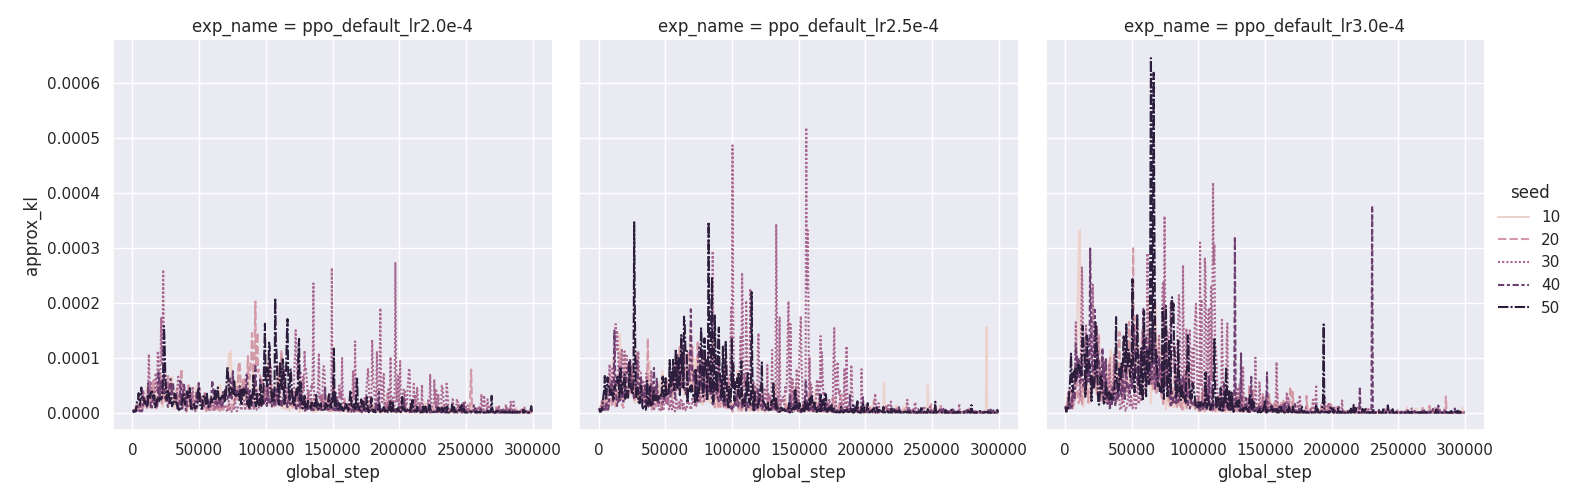 exp_name = ppo_default_lr2.0e-4
exp_name = ppo_default_lr2.5e-4
exp_name = ppo_default_lr3.0e-4
approx_kl
0.0006
0.0005
0.0004
0.0003
0.0002
0.0001
0.0000
0 50000 100000 150000 200000 250000 300000
global_step
0 50000 100000 150000 200000 250000 300000
global_step
0 50000 100000 150000 200000 250000 300000
global_step
seed
10
20
30
40
50